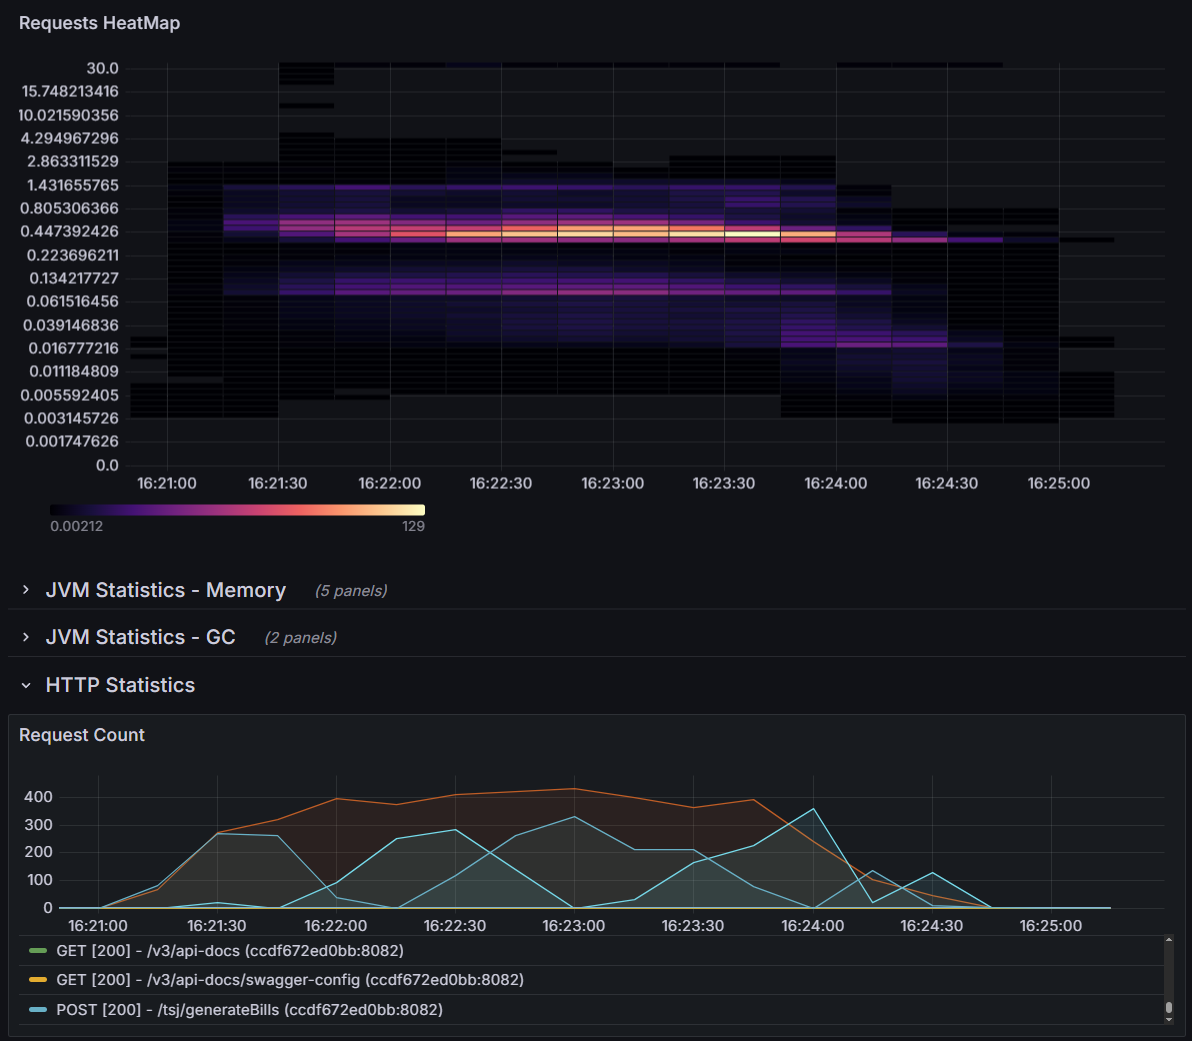 Requests HeatMap
30.0
15.748213416
10.021590356
4.294967296
2.863311529
1.431655765
0.805306366
0.447392426
0.223696211
0.134217727
0.061516456
0.039146836
0.016777216
0.011184809
0.005592405
0.003145726
0.001747626
0.0
16:21:00 16:21:30 16:22:00 16:22:30 16:23:00 16:23:30 16:24:00 16:24:30 16:25:00
0.00212 129
JVM Statistics - Memory (5 panels)
JVM Statistics - GC (2 panels)
HTTP Statistics
Request Count
400
300
200
100
0
16:21:00 16:21:30 16:22:00 16:22:30 16:23:00 16:23:30 16:24:00 16:24:30 16:25:00
GET [200] - /v3/api-docs (ccdf672ed0bb:8082)
GET [200] - /v3/api-docs/swagger-config (ccdf672ed0bb:8082)
POST [200] - /tsj/generateBills (ccdf672ed0bb:8082)